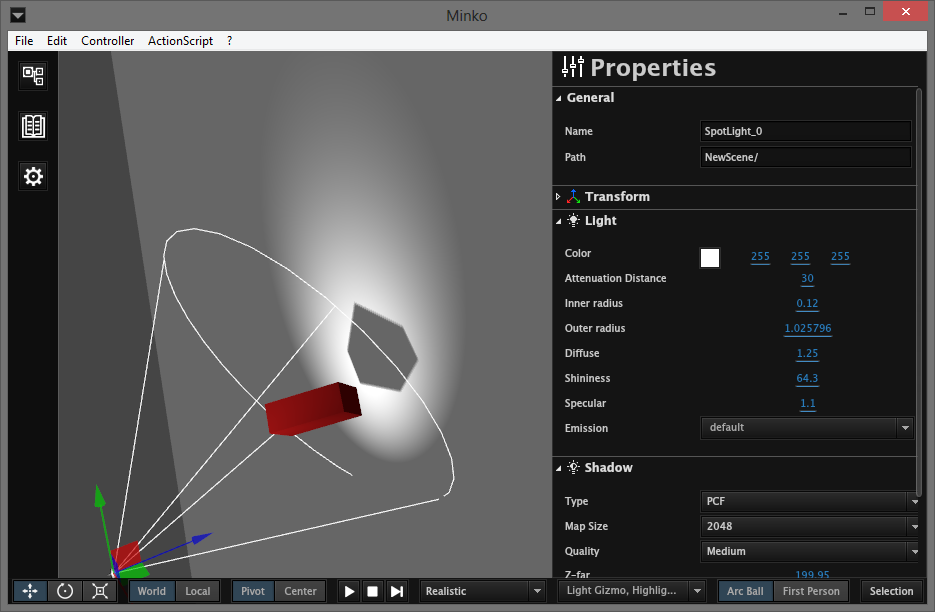 Minko
File Edit Controller ActionScript ?
Properties
General
Name SpotLight_0
Path NewScene/
Transform
Light
Color 255 255 255
Attenuation Distance 30
Inner radius 0.12
Outer radius 1.025796
Diffuse 1.25
Shininess 64.3
Specular 1.1
Emission default
Shadow
Type PCF
Map Size 2048
Quality Medium
Z-far 199.95
World Local Pivot Center Realistic Light Gizmo, Highlig... Arc Ball First Person Selection